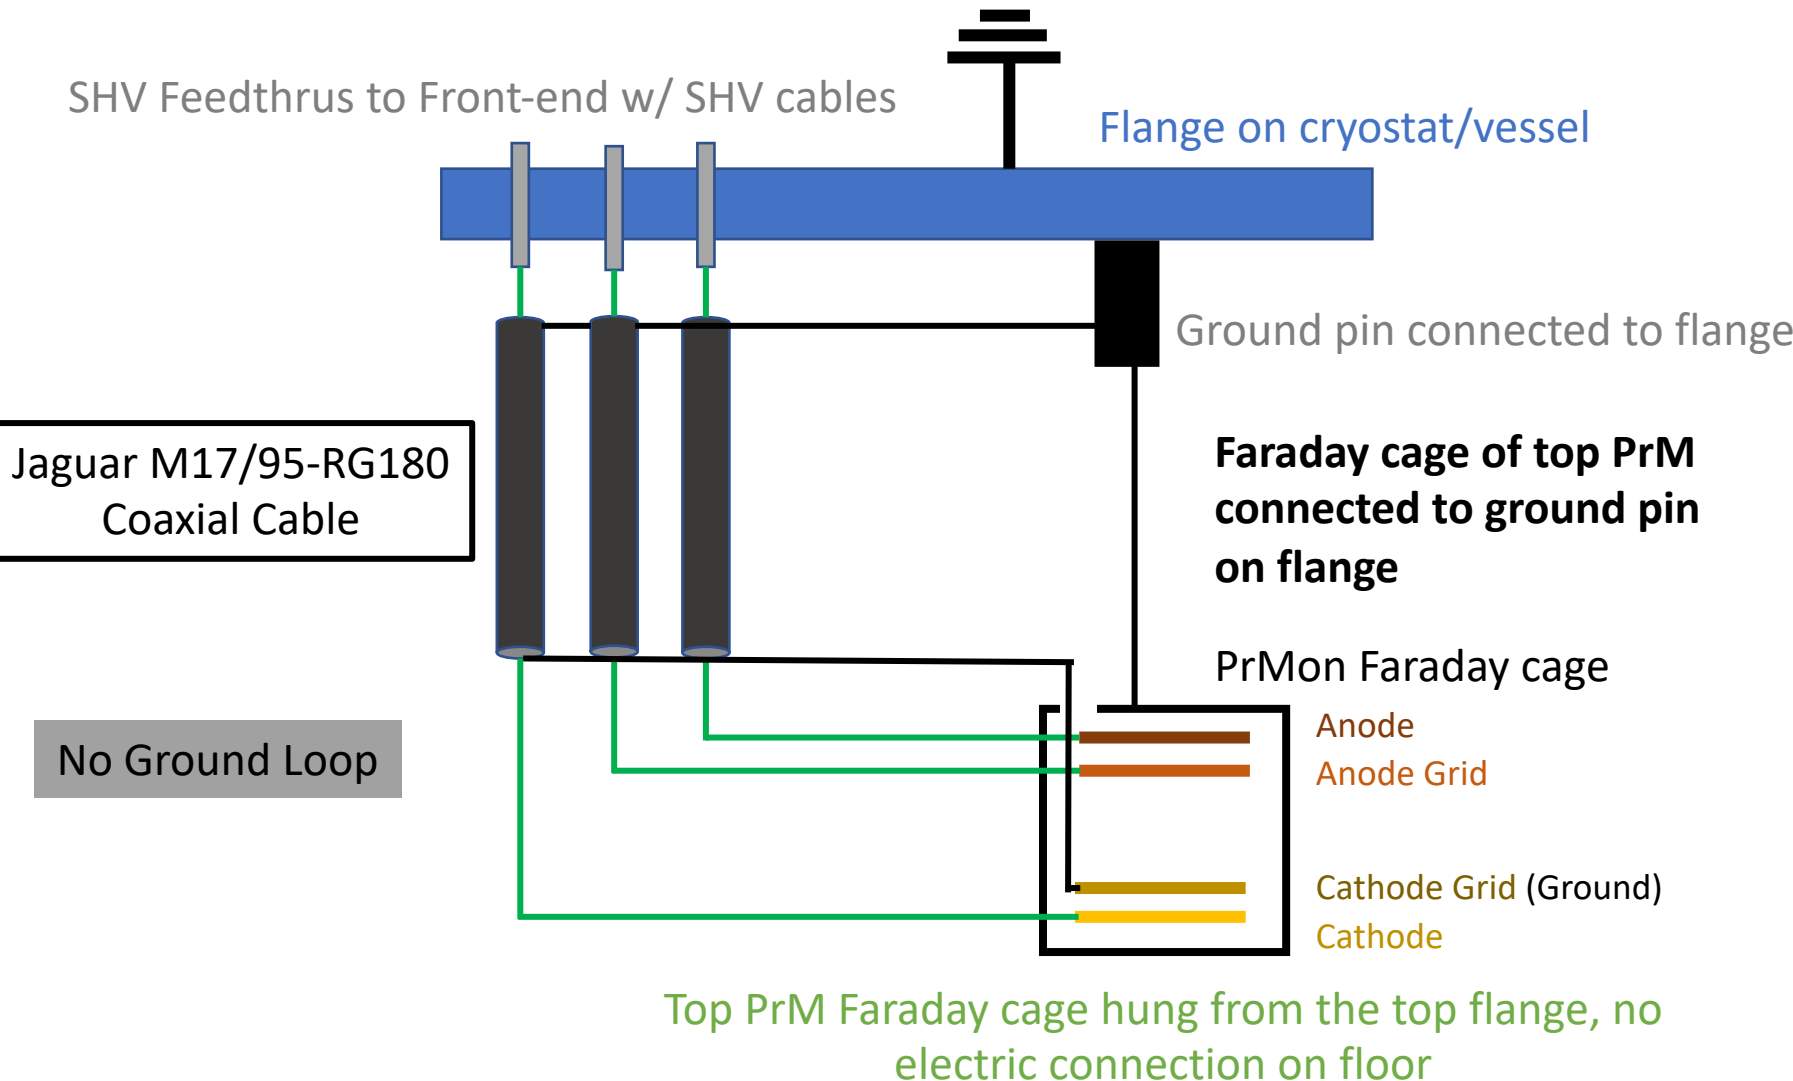 SHV Feedthrus to Front-end w/ SHV cables
Flange on cryostat/vessel
Ground pin connected to flange
Jaguar M17/95-RG180
Coaxial Cable
Faraday cage of top PrM
connected to ground pin
on flange
PrMon Faraday cage
Anode
Anode Grid
No Ground Loop
Cathode Grid (Ground)
Cathode
Top PrM Faraday cage hung from the top flange, no
electric connection on floor